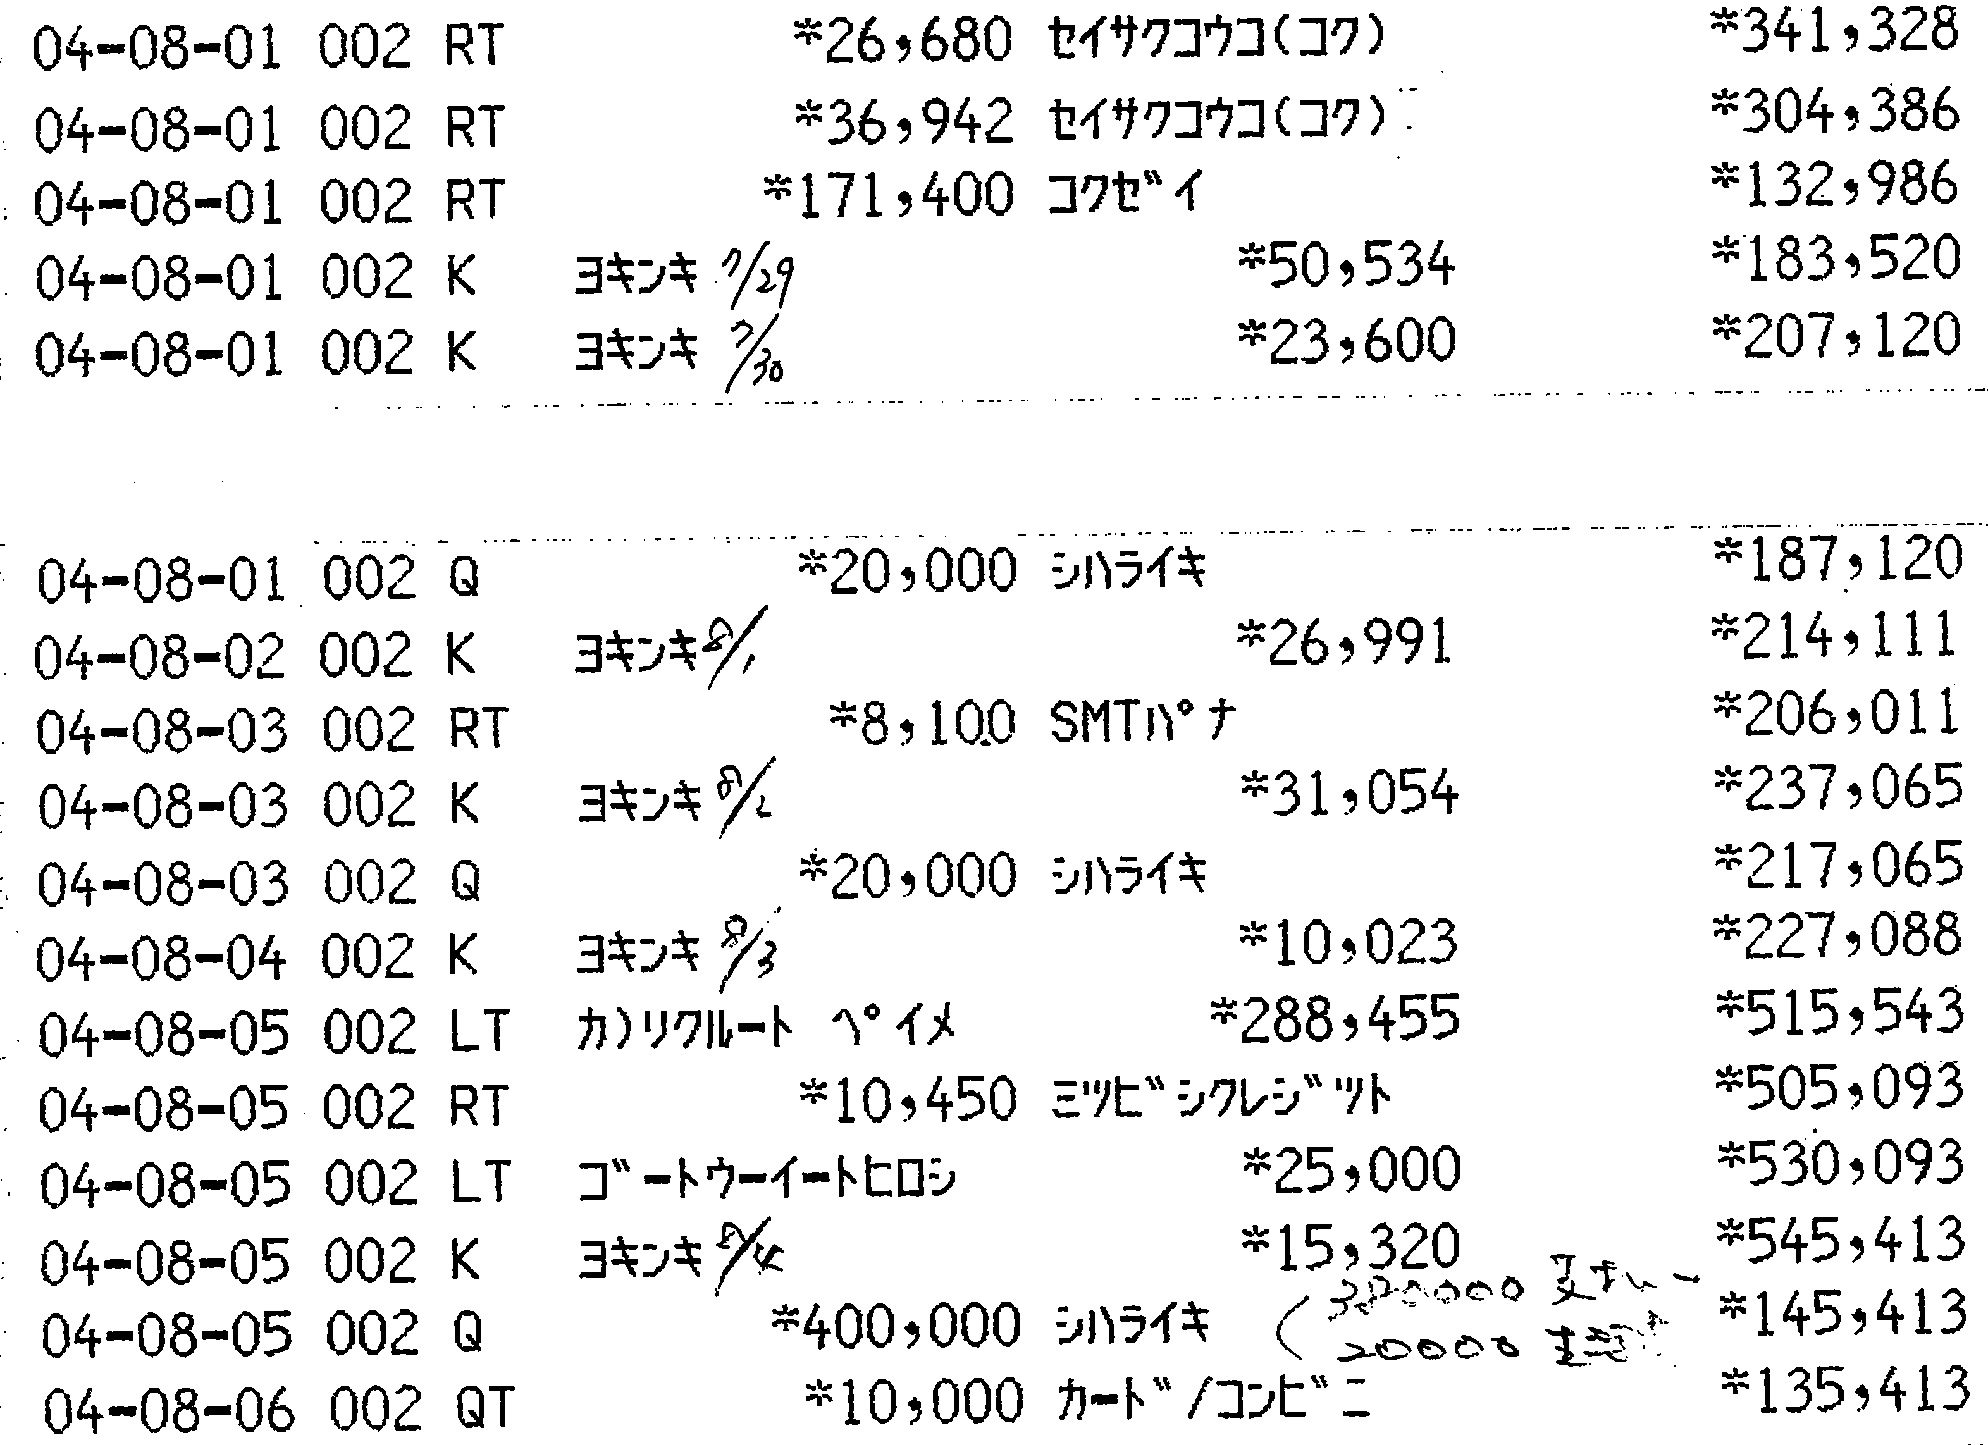 04-08-01 002 RT *26,680 セイサクコウコ(コク) *341,328
04-08-01 002 RT *36,942 セイサクコウコ(コク) *304,386
04-08-01 002 RT *171,400 コクゼイ *132,986
04-08-01 002 K ヨキンキ 7/29 *50,534 *183,520
04-08-01 002 K ヨキンキ 7/30 *23,600 *207,120
04-08-01 002 Q *20,000 シハライキ *187,120
04-08-02 002 K ヨキンキ 8/1 *26,991 *214,111
04-08-03 002 RT *8,100 SMTパナ *206,011
04-08-03 002 K ヨキンキ 8/2 *31,054 *237,065
04-08-03 002 Q *20,000 シハライキ *217,065
04-08-04 002 K ヨキンキ 8/3 *10,023 *227,088
04-08-05 002 LT カ)リクルート ペイメ *288,455 *515,543
04-08-05 002 RT *10,450 ミツビシクレジツト *505,093
04-08-05 002 LT ゴートウーイートヒロシ *25,000 *530,093
04-08-05 002 K ヨキンキ 8/4 *15,320 *545,413
04-08-05 002 Q *400,000 シハライキ ( 380000 *145,413
20000
04-08-06 002 QT *10,000 カード/コンビニ *135,413